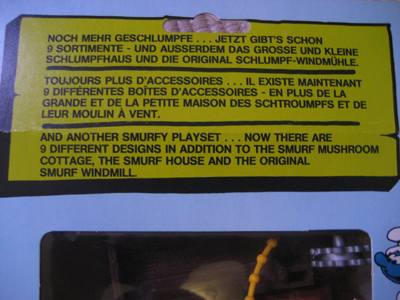 NOCH MEHR GESCHLUMPFE . . . JETZT GIBT'S SCHON
9 SORTIMENTE - UND AUSSERDEM DAS GROSSE UND KLEINE
SCHLUMPFHAUS UND DIE ORIGINAL SCHLUMPF-WINDMÜHLE.
TOUJOURS PLUS D'ACCESSOIRES . . . IL EXISTE MAINTENANT
9 DIFFÉRENTES BOÎTES D'ACCESSOIRES - EN PLUS DE LA
GRANDE ET DE LA PETITE MAISON DES SCHTROUMPFS ET DE
LEUR MOULIN À VENT.
AND ANOTHER SMURFY PLAYSET . . . NOW THERE ARE
9 DIFFERENT DESIGNS IN ADDITION TO THE SMURF MUSHROOM
COTTAGE, THE SMURF HOUSE AND THE ORIGINAL
SMURF WINDMILL.